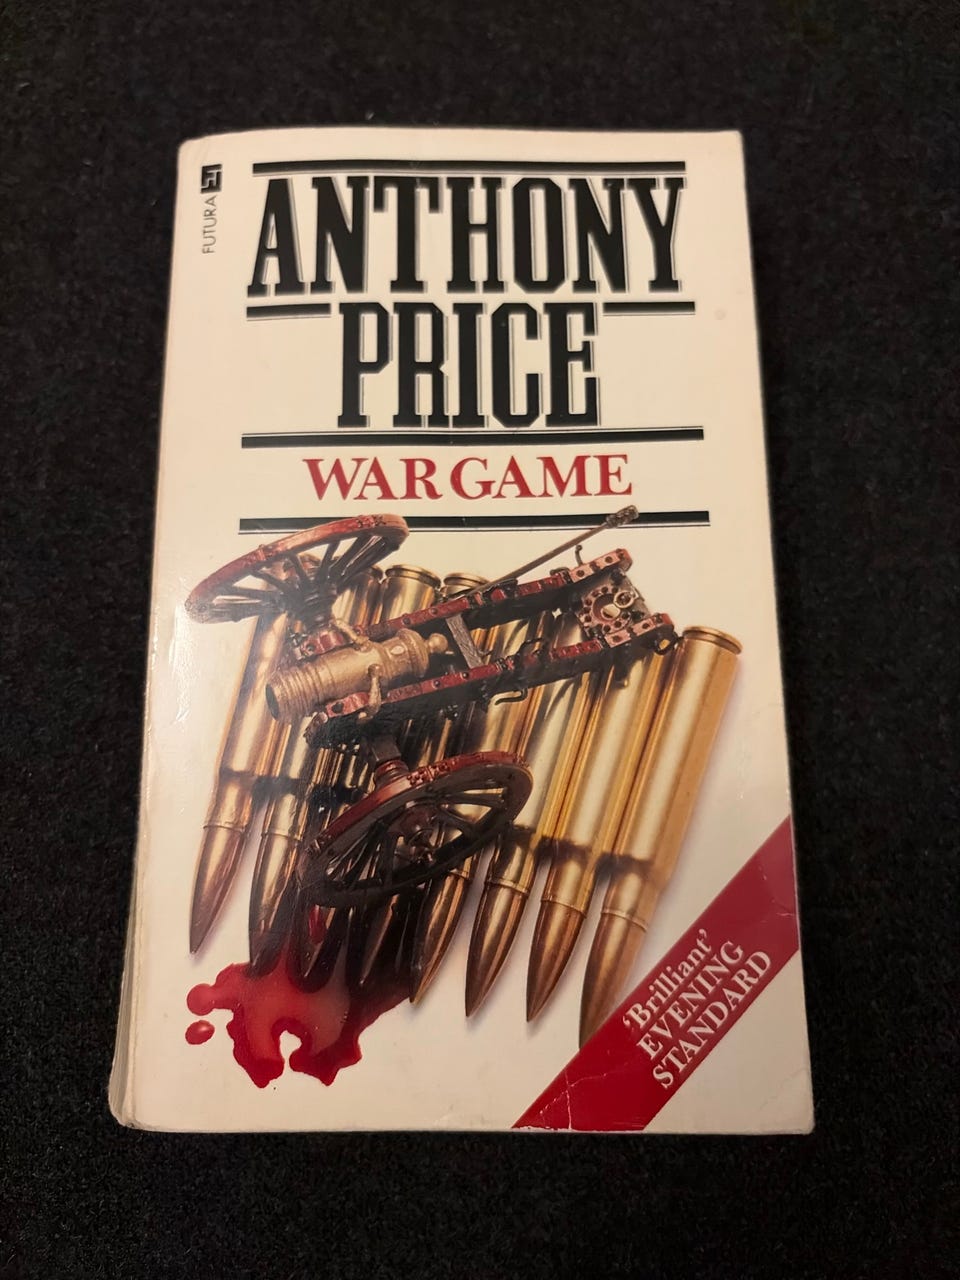 FUTURA
ANTHONY
PRICE
WAR GAME
'Brilliant'
EVENING
STANDARD